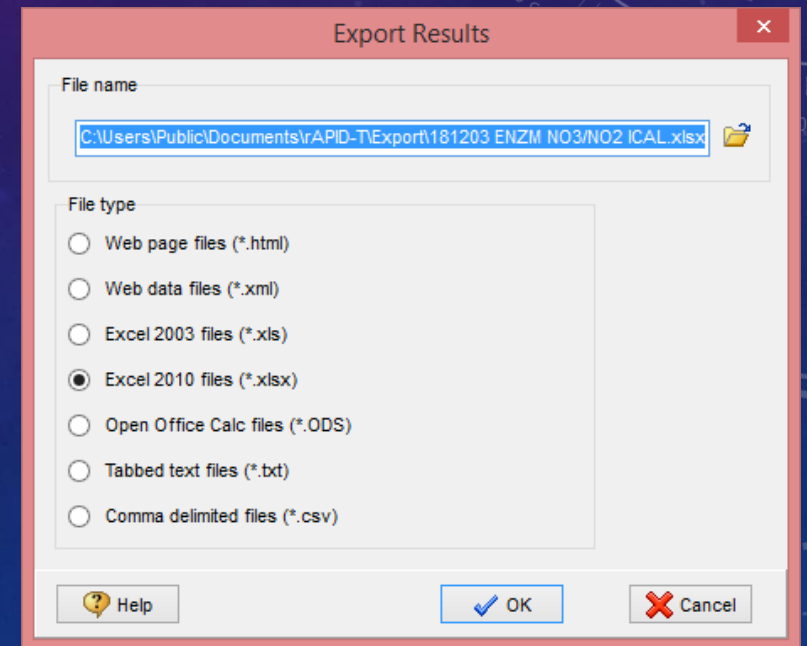 Export Results
File name
C:\Users\Public\Documents\rAPID-T\Export\181203 ENZM NO3/NO2 ICAL.xlsx
File type
Web page files (*.html)
Web data files (*.xml)
Excel 2003 files (*.xls)
Excel 2010 files (*.xlsx)
Open Office Calc files (*.ODS)
Tabbed text files (*.txt)
Comma delimited files (*.csv)
Help
OK
Cancel